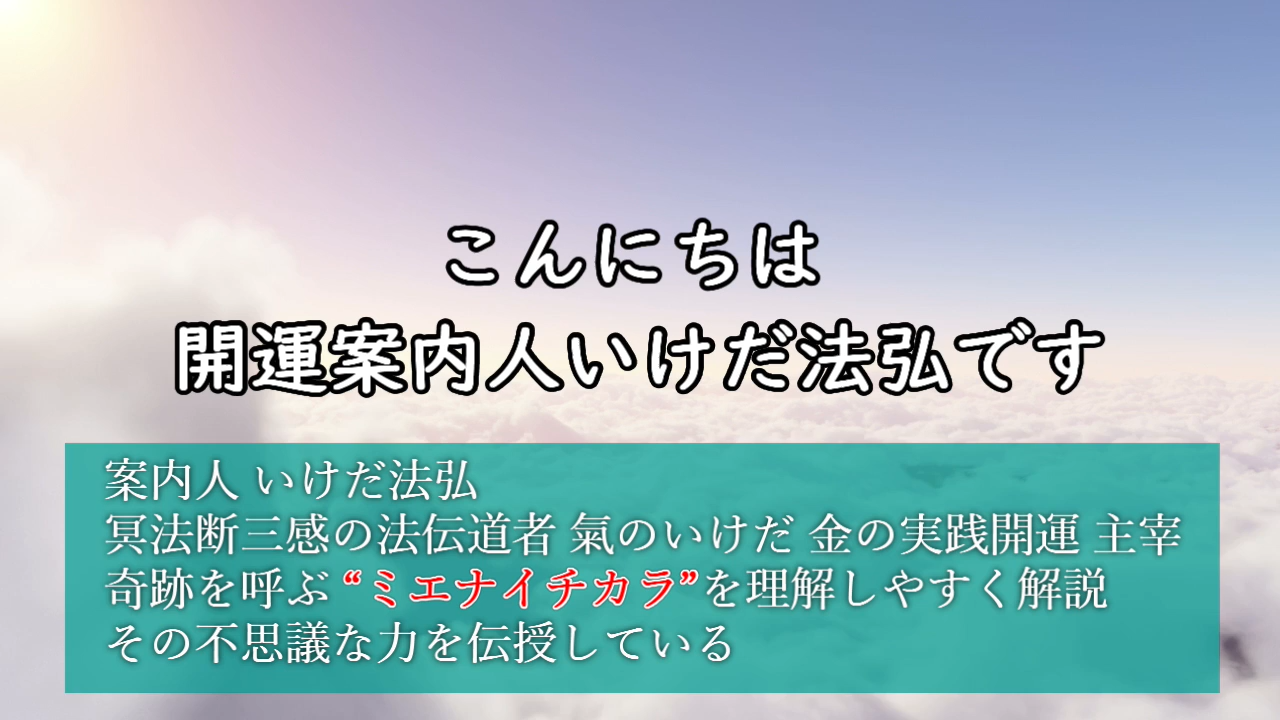 こんにちは
開運案内人いけだ法弘です
案内人 いけだ法弘
冥法断三感の法伝道者 氣のいけだ 金の実践開運 主宰
奇跡を呼ぶ“ミエナイチカラ”を理解しやすく解説
その不思議な力を伝授している